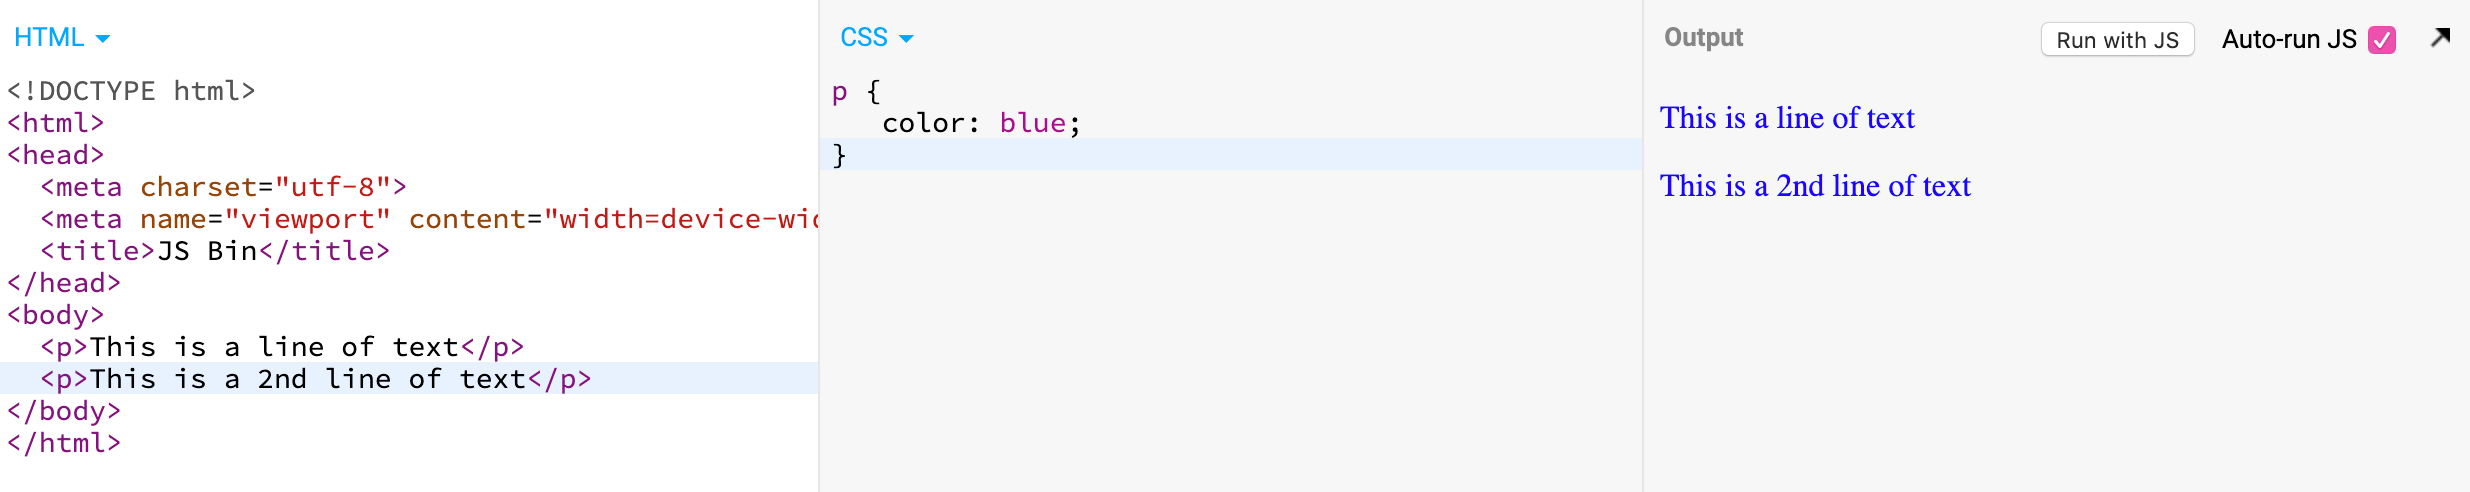 HTML
<!DOCTYPE html>
<html>
<head>
  <meta charset="utf-8">
  <meta name="viewport" content="width=device-wid
  <title>JS Bin</title>
</head>
<body>
  <p>This is a line of text</p>
  <p>This is a 2nd line of text</p>
</body>
</html>
CSS
p {
   color: blue;
}
Output
Run with JS
Auto-run JS
This is a line of text
This is a 2nd line of text